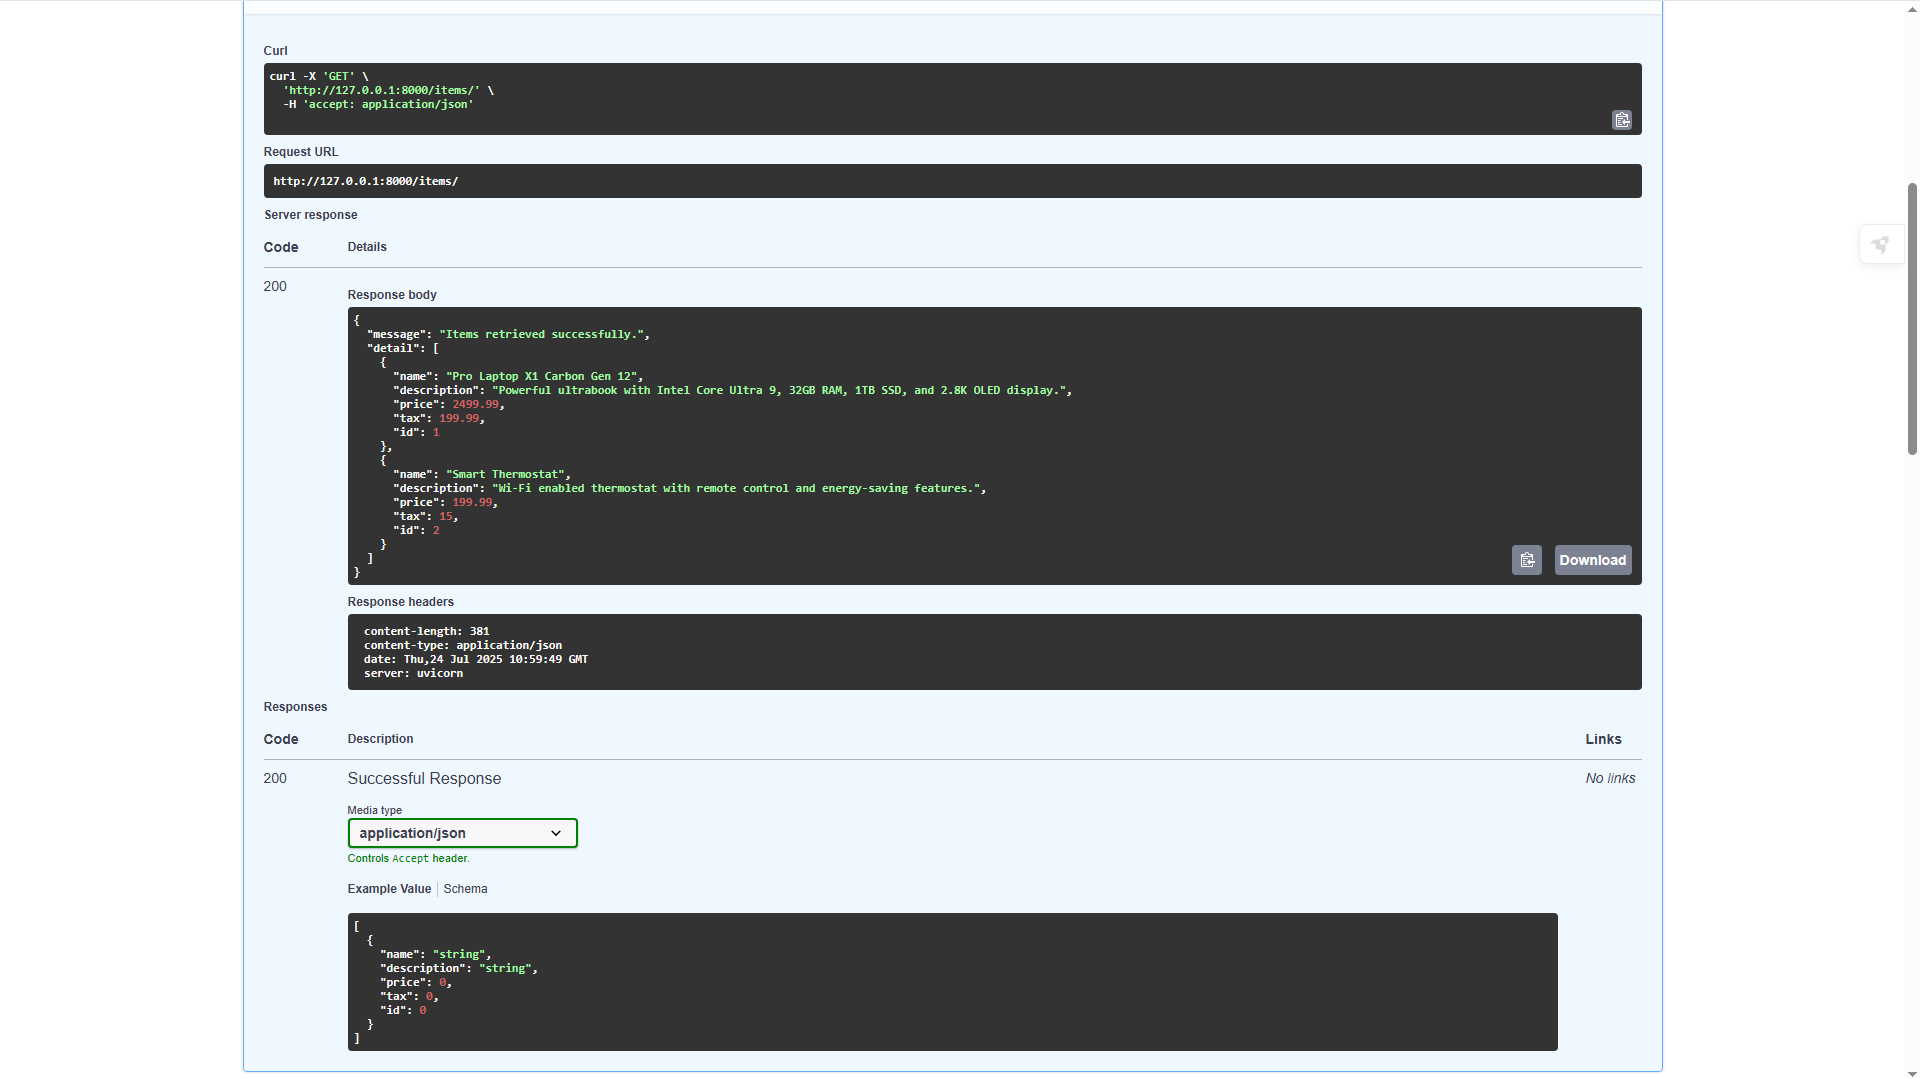 Curl
curl -X 'GET' \
  'http://127.0.0.1:8000/items/' \
  -H 'accept: application/json'
Request URL
http://127.0.0.1:8000/items/
Server response
Code Details
200
Response body
{
  "message": "Items retrieved successfully.",
  "detail": [
    {
      "name": "Pro Laptop X1 Carbon Gen 12",
      "description": "Powerful ultrabook with Intel Core Ultra 9, 32GB RAM, 1TB SSD, and 2.8K OLED display.",
      "price": 2499.99,
      "tax": 199.99,
      "id": 1
    },
    {
      "name": "Smart Thermostat",
      "description": "Wi-Fi enabled thermostat with remote control and energy-saving features.",
      "price": 199.99,
      "tax": 15,
      "id": 2
    }
  ]
}
Download
Response headers
content-length: 381
content-type: application/json
date: Thu,24 Jul 2025 10:59:49 GMT
server: uvicorn
Responses
Code Description Links
200 Successful Response No links
Media type
application/json
Controls Accept header.
Example Value Schema
[
  {
    "name": "string",
    "description": "string",
    "price": 0,
    "tax": 0,
    "id": 0
  }
]